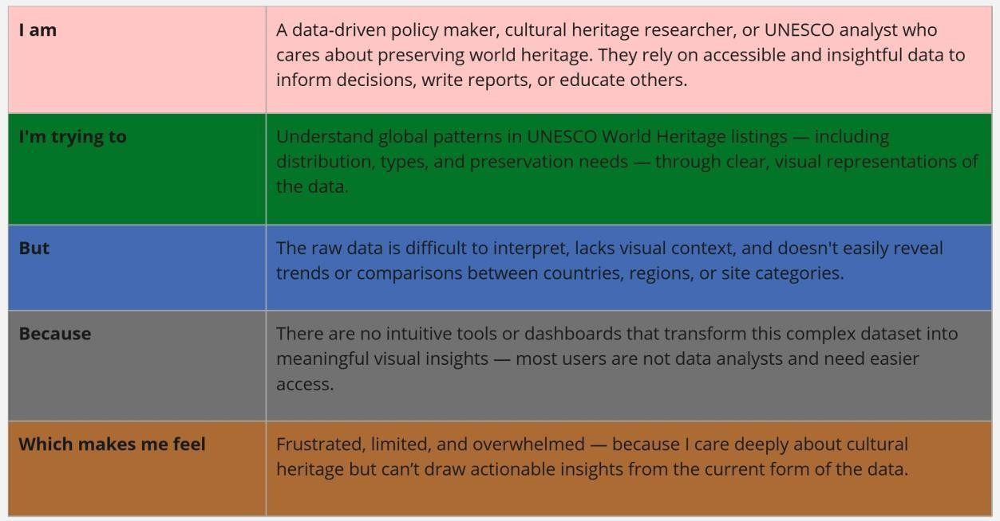 I am
A data-driven policy maker, cultural heritage researcher, or UNESCO analyst who
cares about preserving world heritage. They rely on accessible and insightful data to
inform decisions, write reports, or educate others.
I'm trying to
Understand global patterns in UNESCO World Heritage listings — including
distribution, types, and preservation needs — through clear, visual representations of
the data.
But
The raw data is difficult to interpret, lacks visual context, and doesn't easily reveal
trends or comparisons between countries, regions, or site categories.
Because
There are no intuitive tools or dashboards that transform this complex dataset into
meaningful visual insights — most users are not data analysts and need easier
access.
Which makes me feel
Frustrated, limited, and overwhelmed — because I care deeply about cultural
heritage but can’t draw actionable insights from the current form of the data.